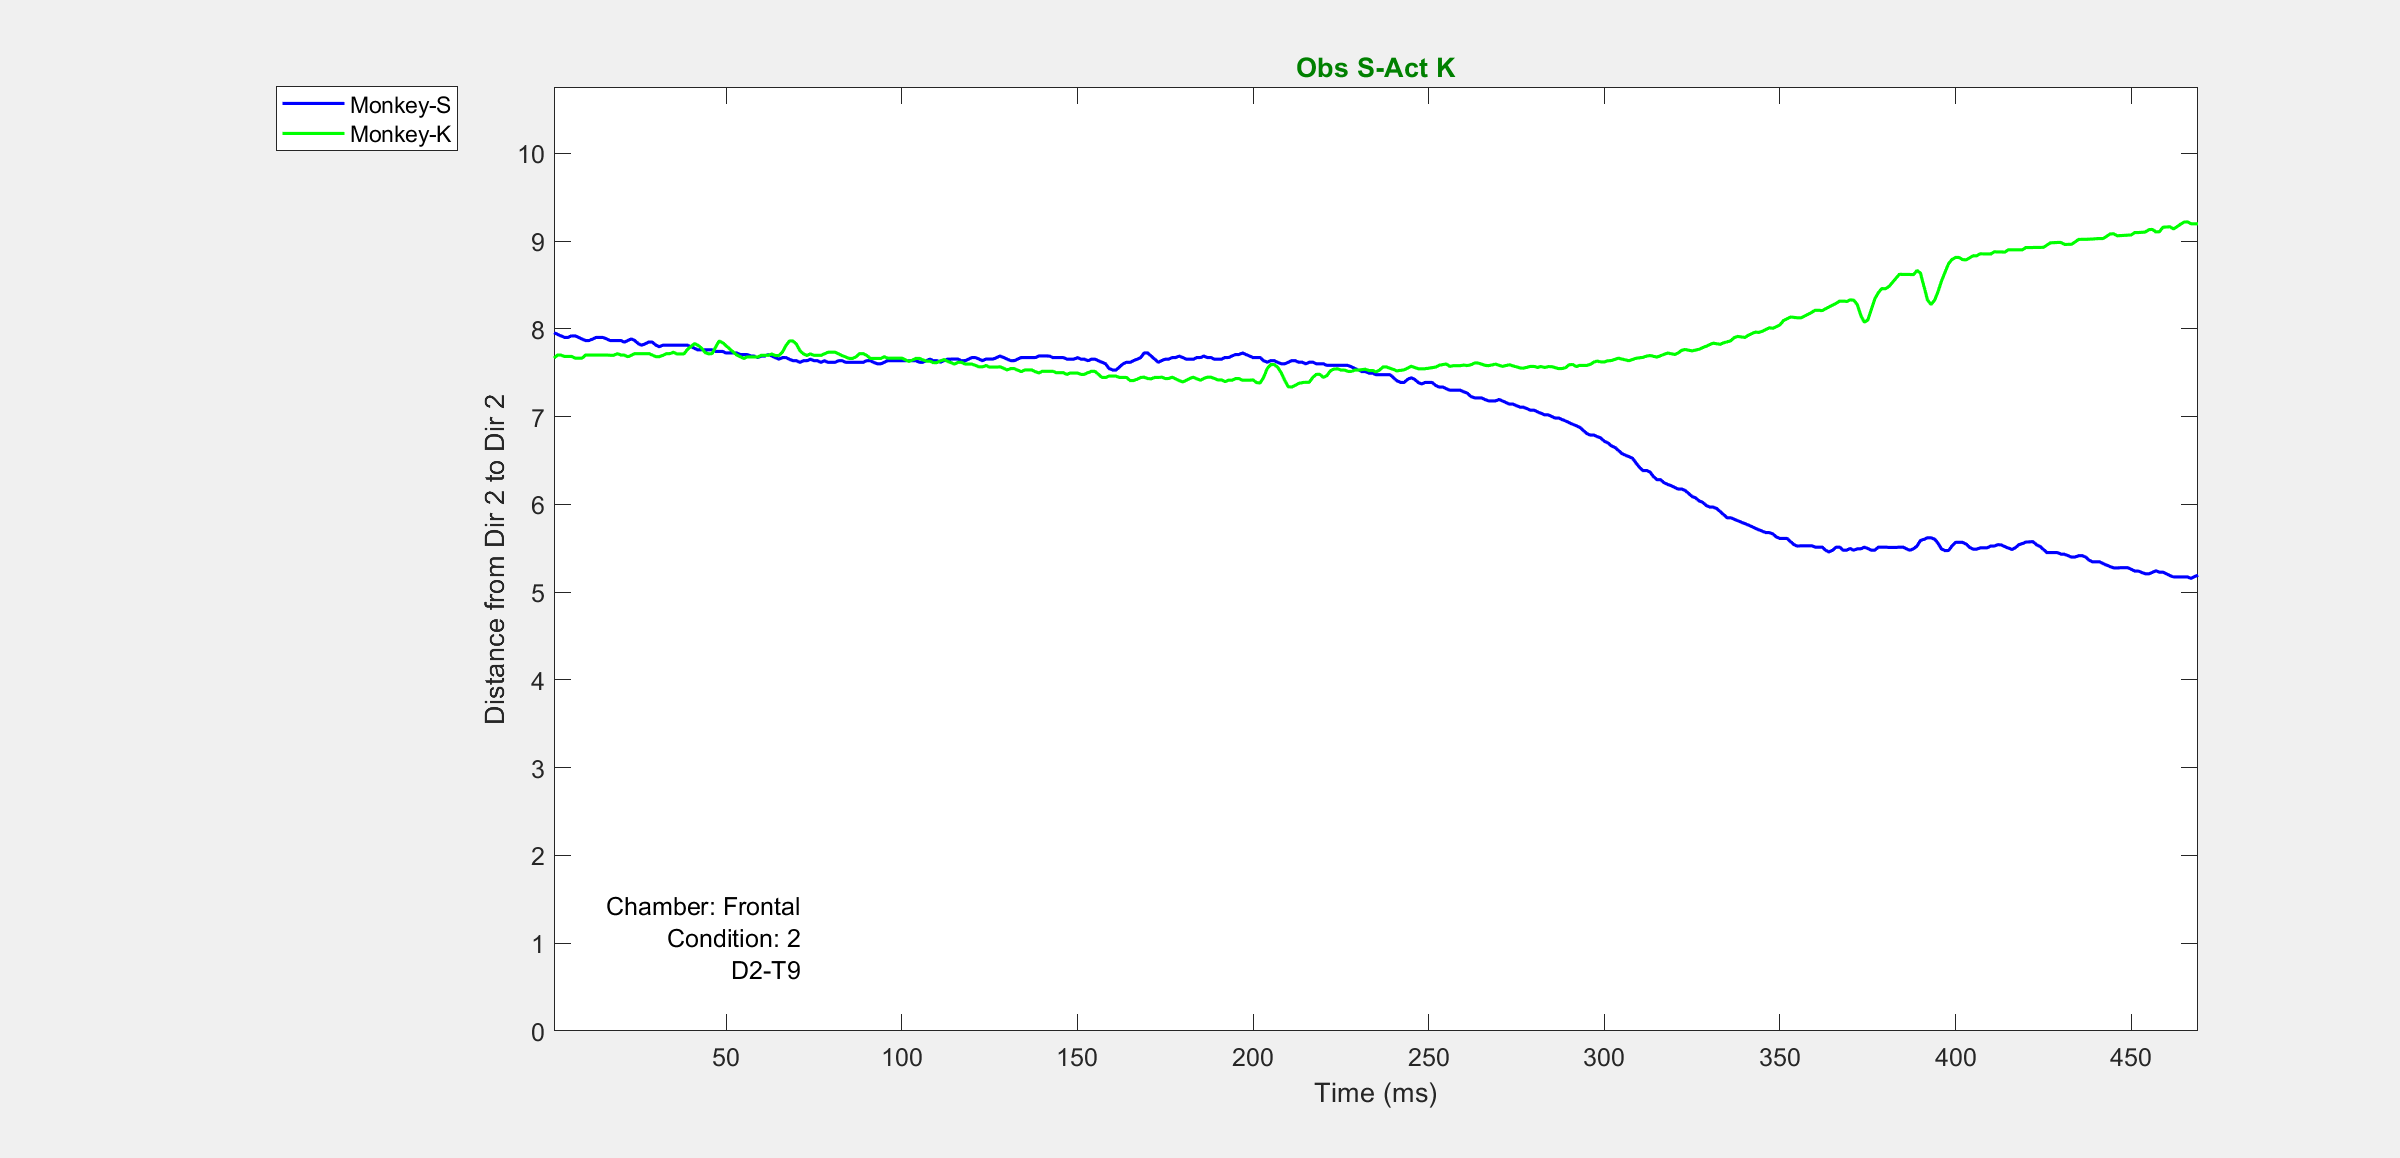 Obs S-Act K
Monkey-S
Monkey-K
10
9
8
7
6
5
4
3
2
1
0
Distance from Dir 2 to Dir 2
Chamber: Frontal
Condition: 2
D2-T9
50 100 150 200 250 300 350 400 450
Time (ms)